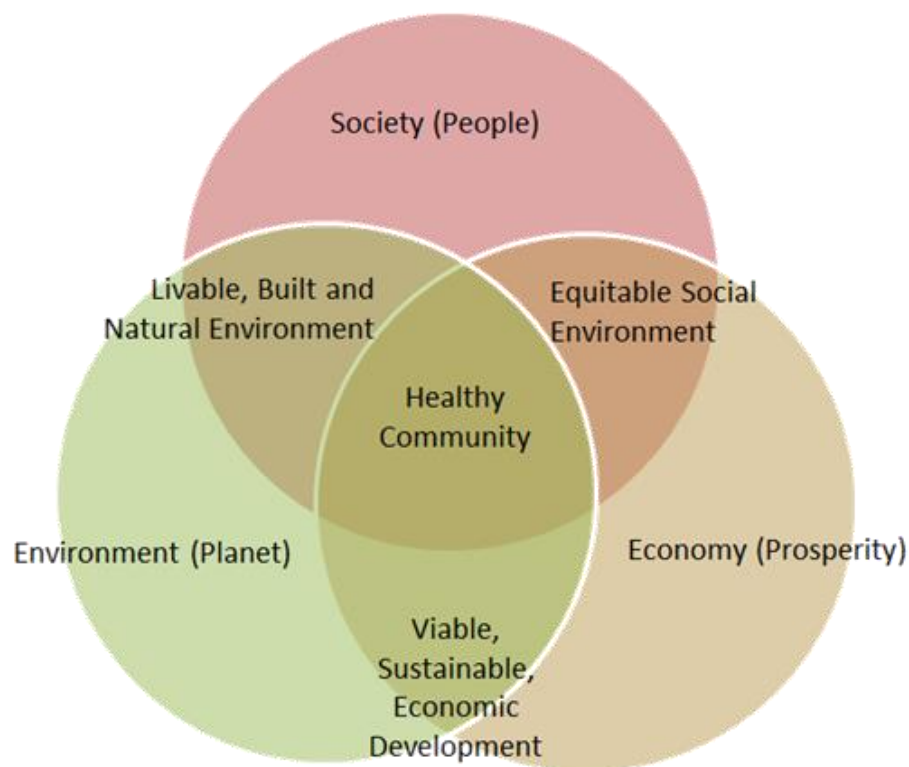 Society (People)
Livable, Built and
Natural Environment
Equitable Social
Environment
Healthy
Community
Environment (Planet)
Economy (Prosperity)
Viable,
Sustainable,
Economic
Development